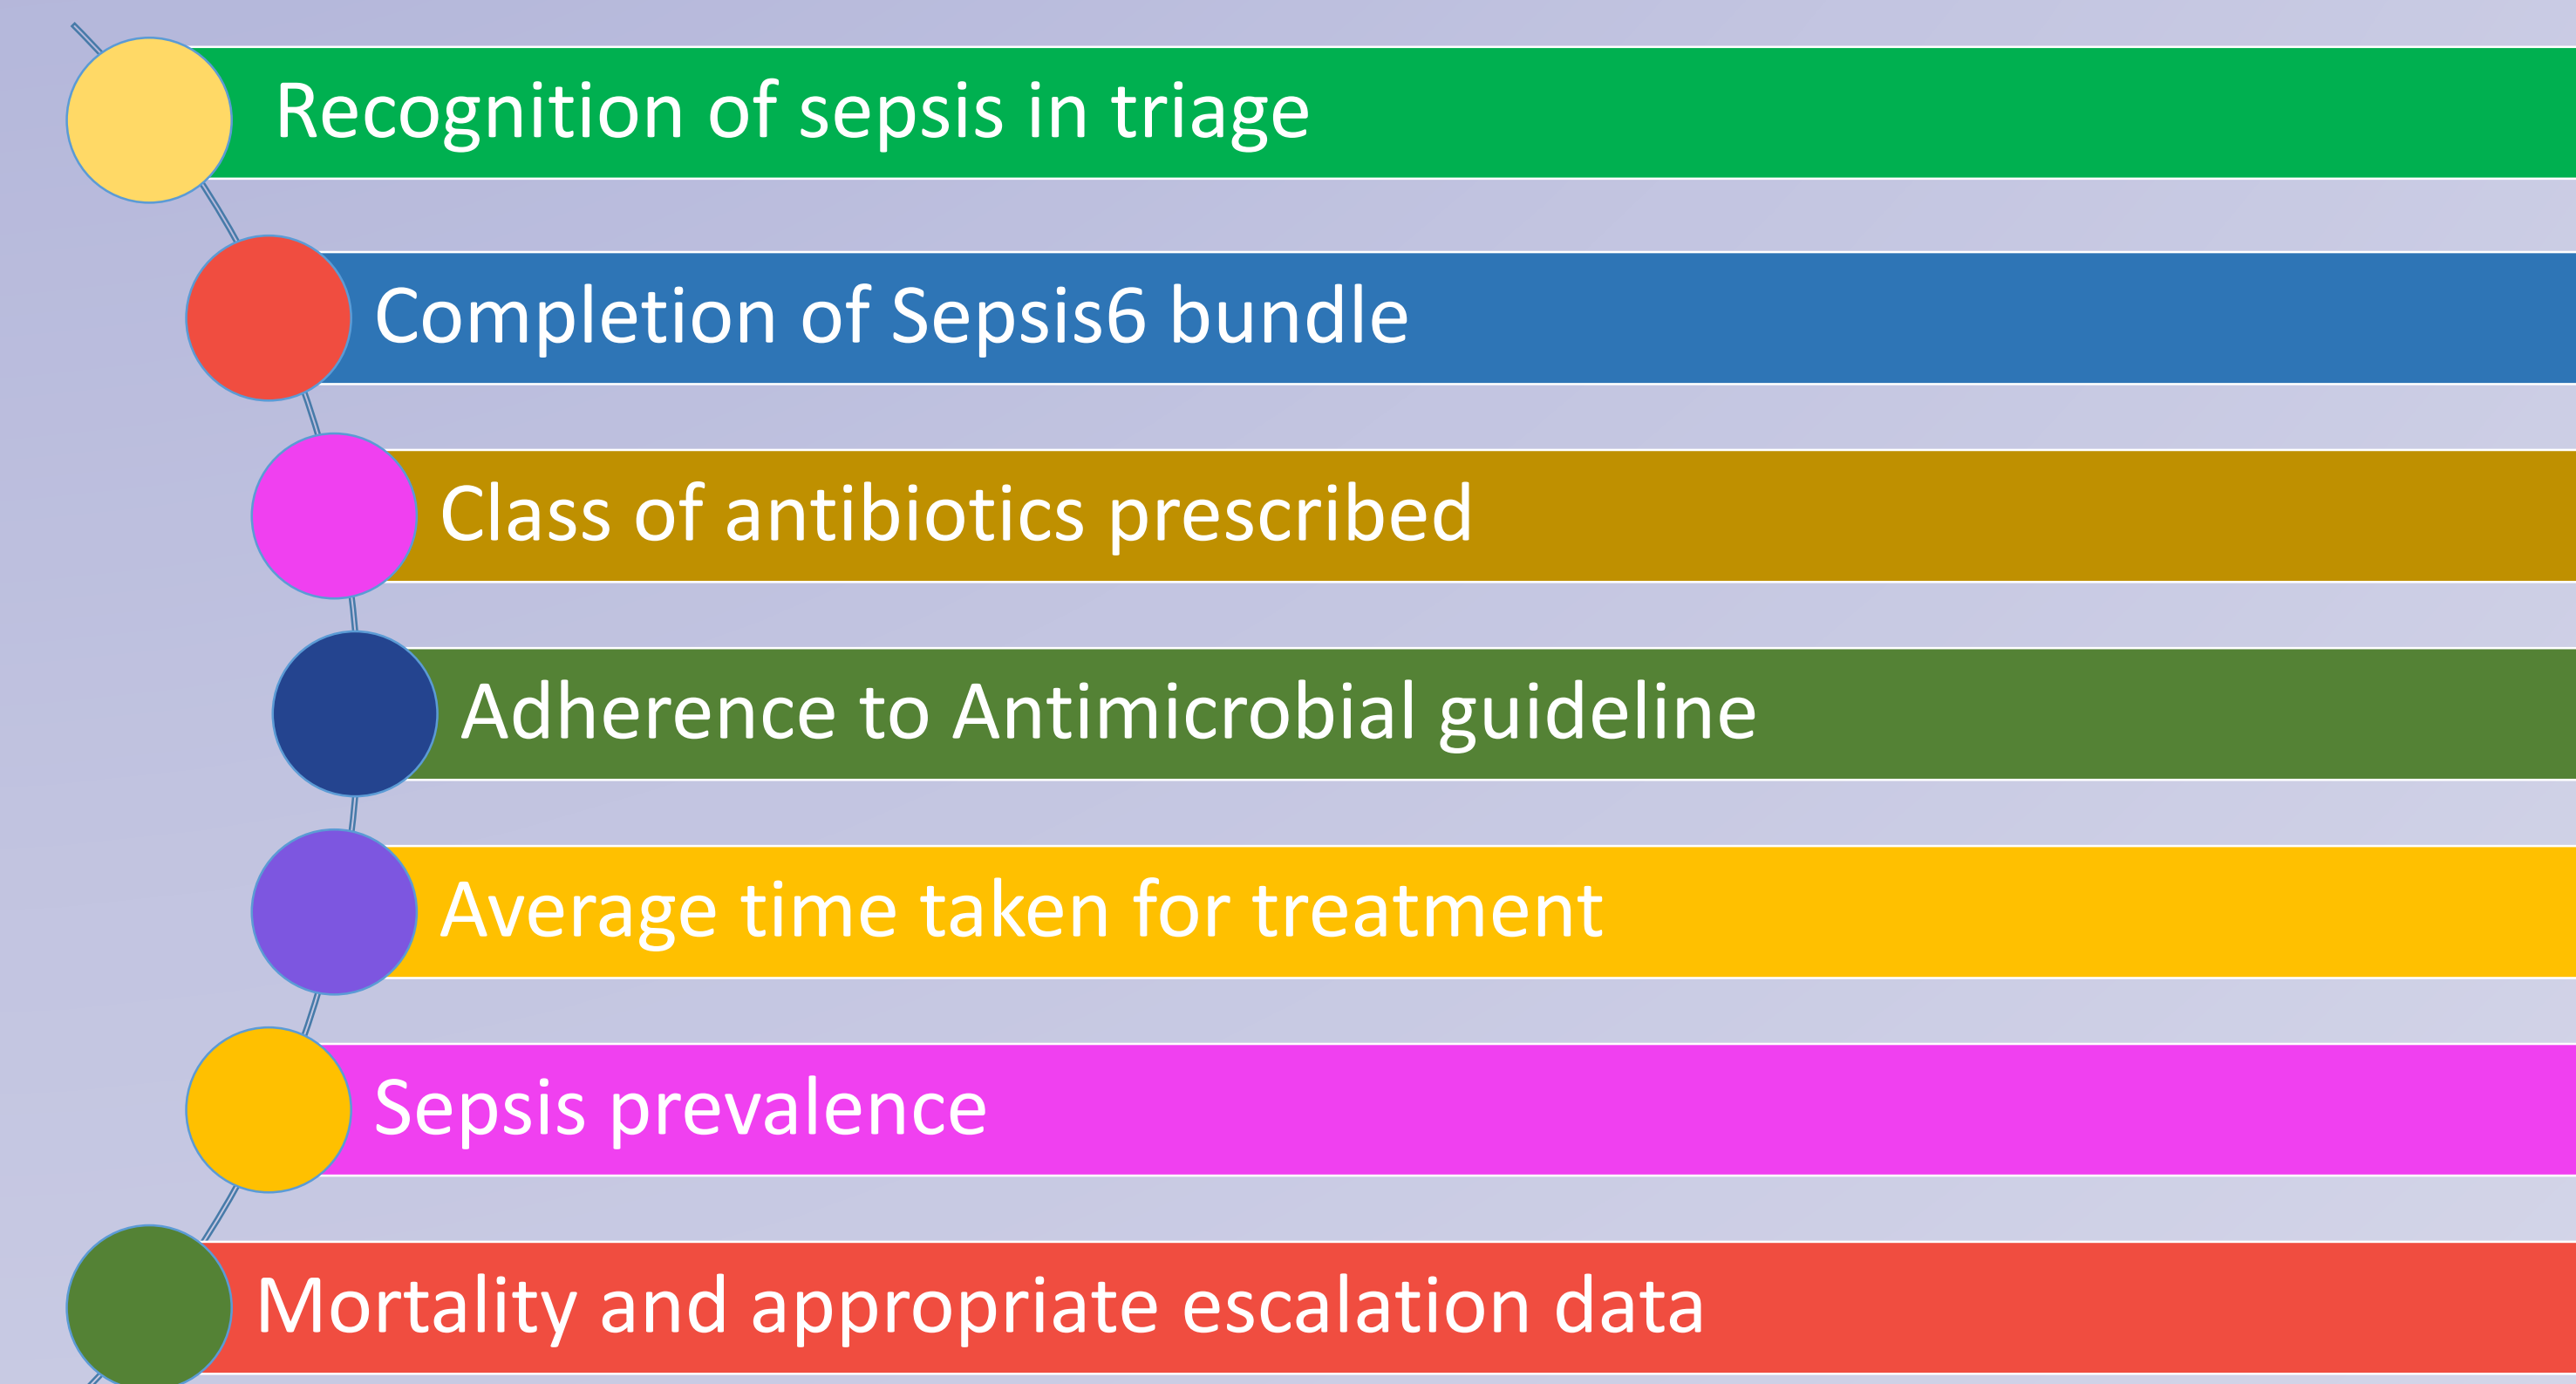 Recognition of sepsis in triage
Completion of Sepsis6 bundle
Class of antibiotics prescribed
Adherence to Antimicrobial guideline
Average time taken for treatment
Sepsis prevalence
Mortality and appropriate escalation data